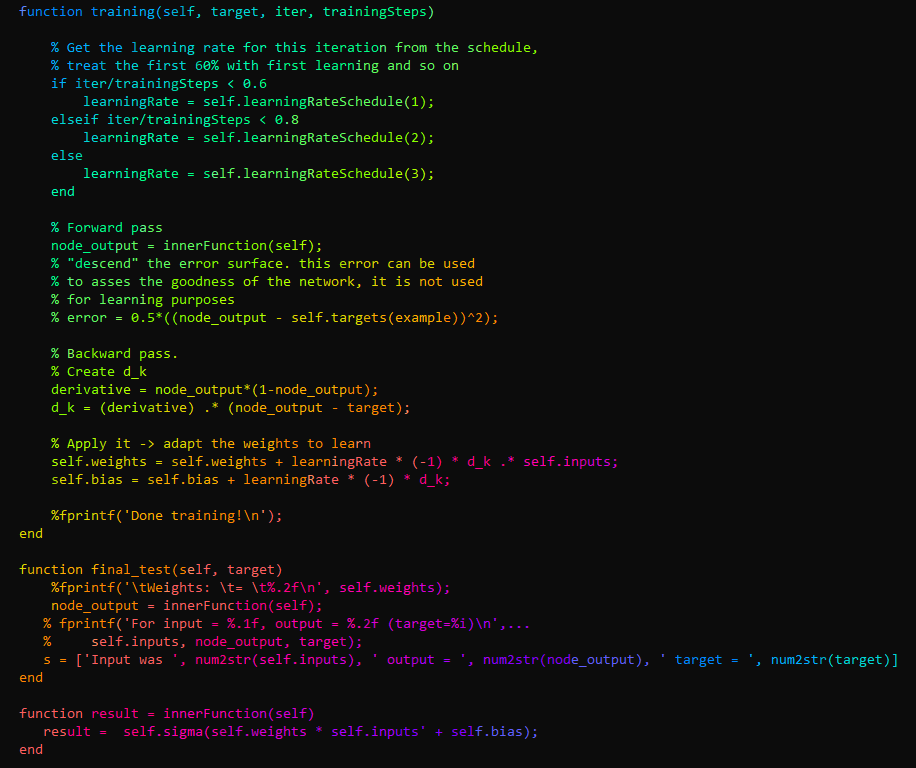 function training(self, target, iter, trainingSteps)
% Get the learning rate for this iteration from the schedule,
% treat the first 60% with first learning and so on
if iter/trainingSteps < 0.6
learningRate = self.learningRateSchedule(1);
elseif iter/trainingSteps < 0.8
learningRate = self.learningRateSchedule(2);
else
learningRate = self.learningRateSchedule(3);
end
% Forward pass
node_output = innerFunction(self);
% "descend" the error surface. this error can be used
% to asses the goodness of the network, it is not used
% for learning purposes
% error = 0.5*((node_output - self.targets(example))^2);
% Backward pass.
% Create d_k
derivative = node_output*(1-node_output);
d_k = (derivative) .* (node_output - target);
% Apply it -> adapt the weights to learn
self.weights = self.weights + learningRate * (-1) * d_k .* self.inputs;
self.bias = self.bias + learningRate * (-1) * d_k;
%fprintf('Done training!\n');
end
function final_test(self, target)
%fprintf('\tWeights: \t= \t%.2f\n', self.weights);
node_output = innerFunction(self);
% fprintf('For input = %.1f, output = %.2f (target=%i)\n',...
%     self.inputs, node_output, target);
s = ['Input was ', num2str(self.inputs), ' output = ', num2str(node_output), ' target = ', num2str(target)]
end
function result = innerFunction(self)
result =  self.sigma(self.weights * self.inputs' + self.bias);
end